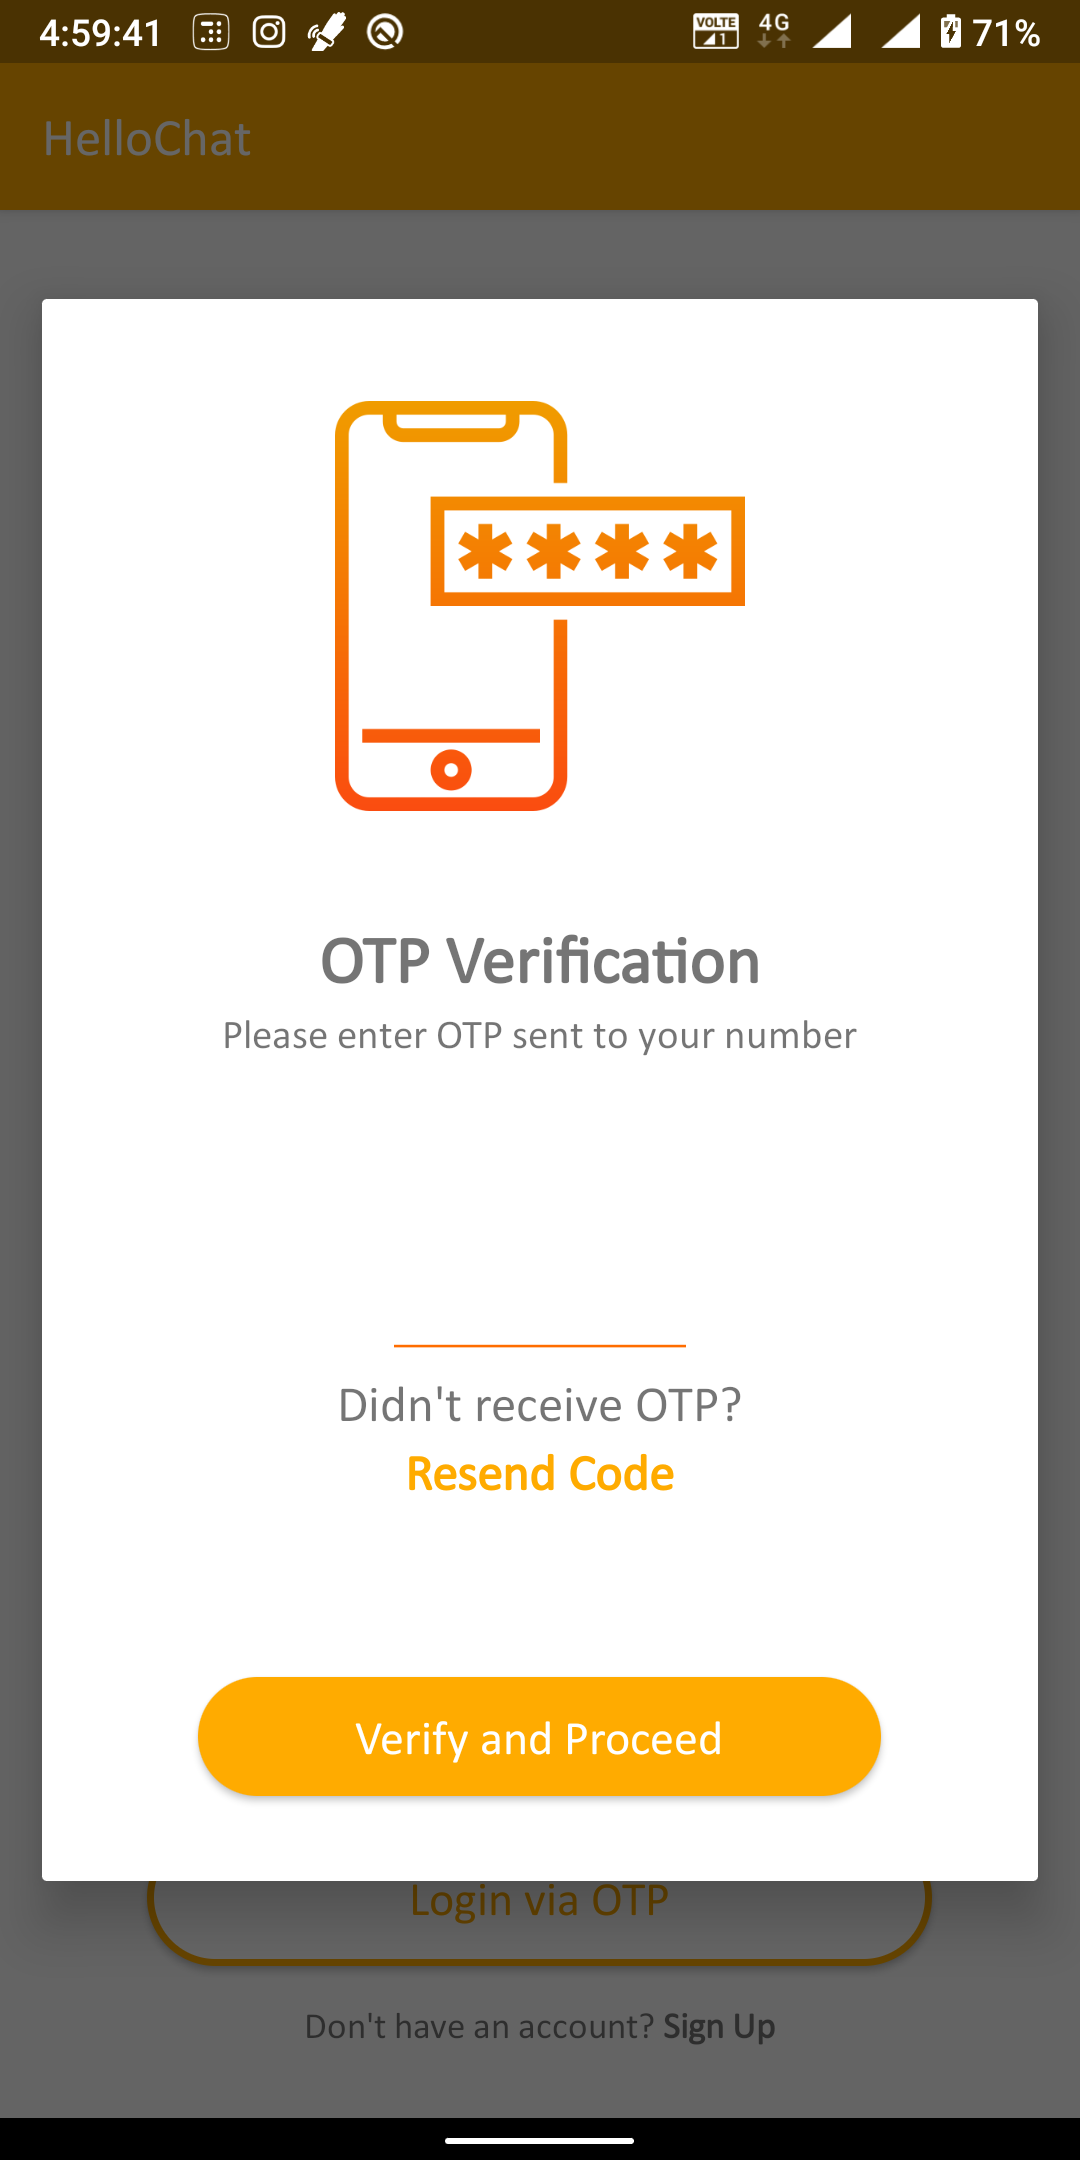 4:59:41 VOLTE 1 4G 71%
HelloChat
****
OTP Verification
Please enter OTP sent to your number
Didn't receive OTP?
Resend Code
Verify and Proceed
Login via OTP
Don't have an account? Sign Up